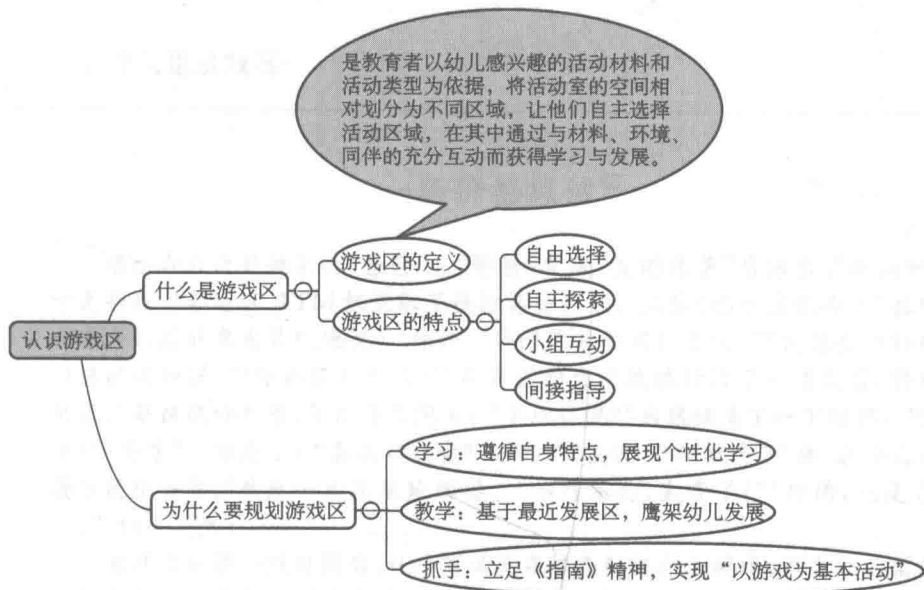 是教育者以幼儿感兴趣的活动材料和
活动类型为依据，将活动室的空间相
对划分为不同区域，让他们自主选择
活动区域，在其中通过与材料、环境、
同伴的充分互动而获得学习与发展。
游戏区的定义
自由选择
什么是游戏区
自主探索
游戏区的特点
认识游戏区
小组互动
间接指导
学习：遵循自身特点，展现个性化学习
为什么要规划游戏区
教学：基于最近发展区，鹰架幼儿发展
抓手：立足《指南》精神，实现“以游戏为基本活动”